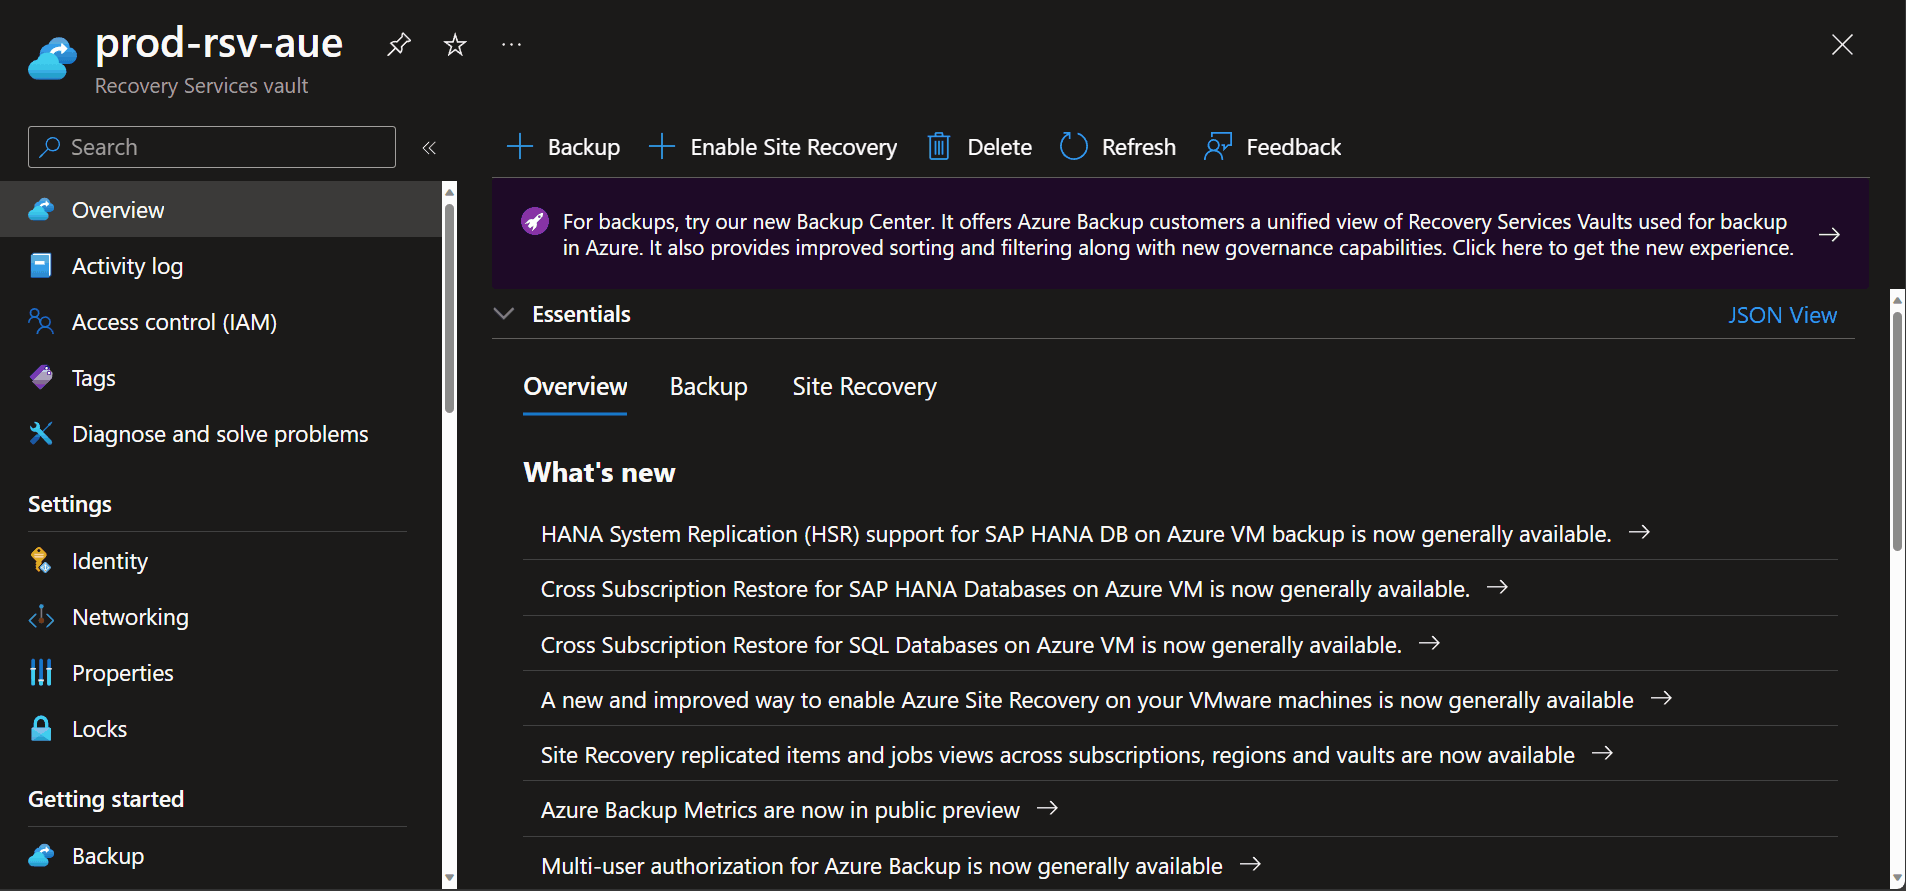 prod-rsv-aue
Recovery Services vault
Search
Overview
Activity log
Access control (IAM)
Tags
Diagnose and solve problems
Settings
Identity
Networking
Properties
Locks
Getting started
Backup
Backup
Enable Site Recovery
Delete
Refresh
Feedback
For backups, try our new Backup Center. It offers Azure Backup customers a unified view of Recovery Services Vaults used for backup
in Azure. It also provides improved sorting and filtering along with new governance capabilities. Click here to get the new experience.
Essentials
JSON View
Overview
Backup
Site Recovery
What's new
HANA System Replication (HSR) support for SAP HANA DB on Azure VM backup is now generally available.
Cross Subscription Restore for SAP HANA Databases on Azure VM is now generally available.
Cross Subscription Restore for SQL Databases on Azure VM is now generally available.
A new and improved way to enable Azure Site Recovery on your VMware machines is now generally available
Site Recovery replicated items and jobs views across subscriptions, regions and vaults are now available
Azure Backup Metrics are now in public preview
Multi-user authorization for Azure Backup is now generally available